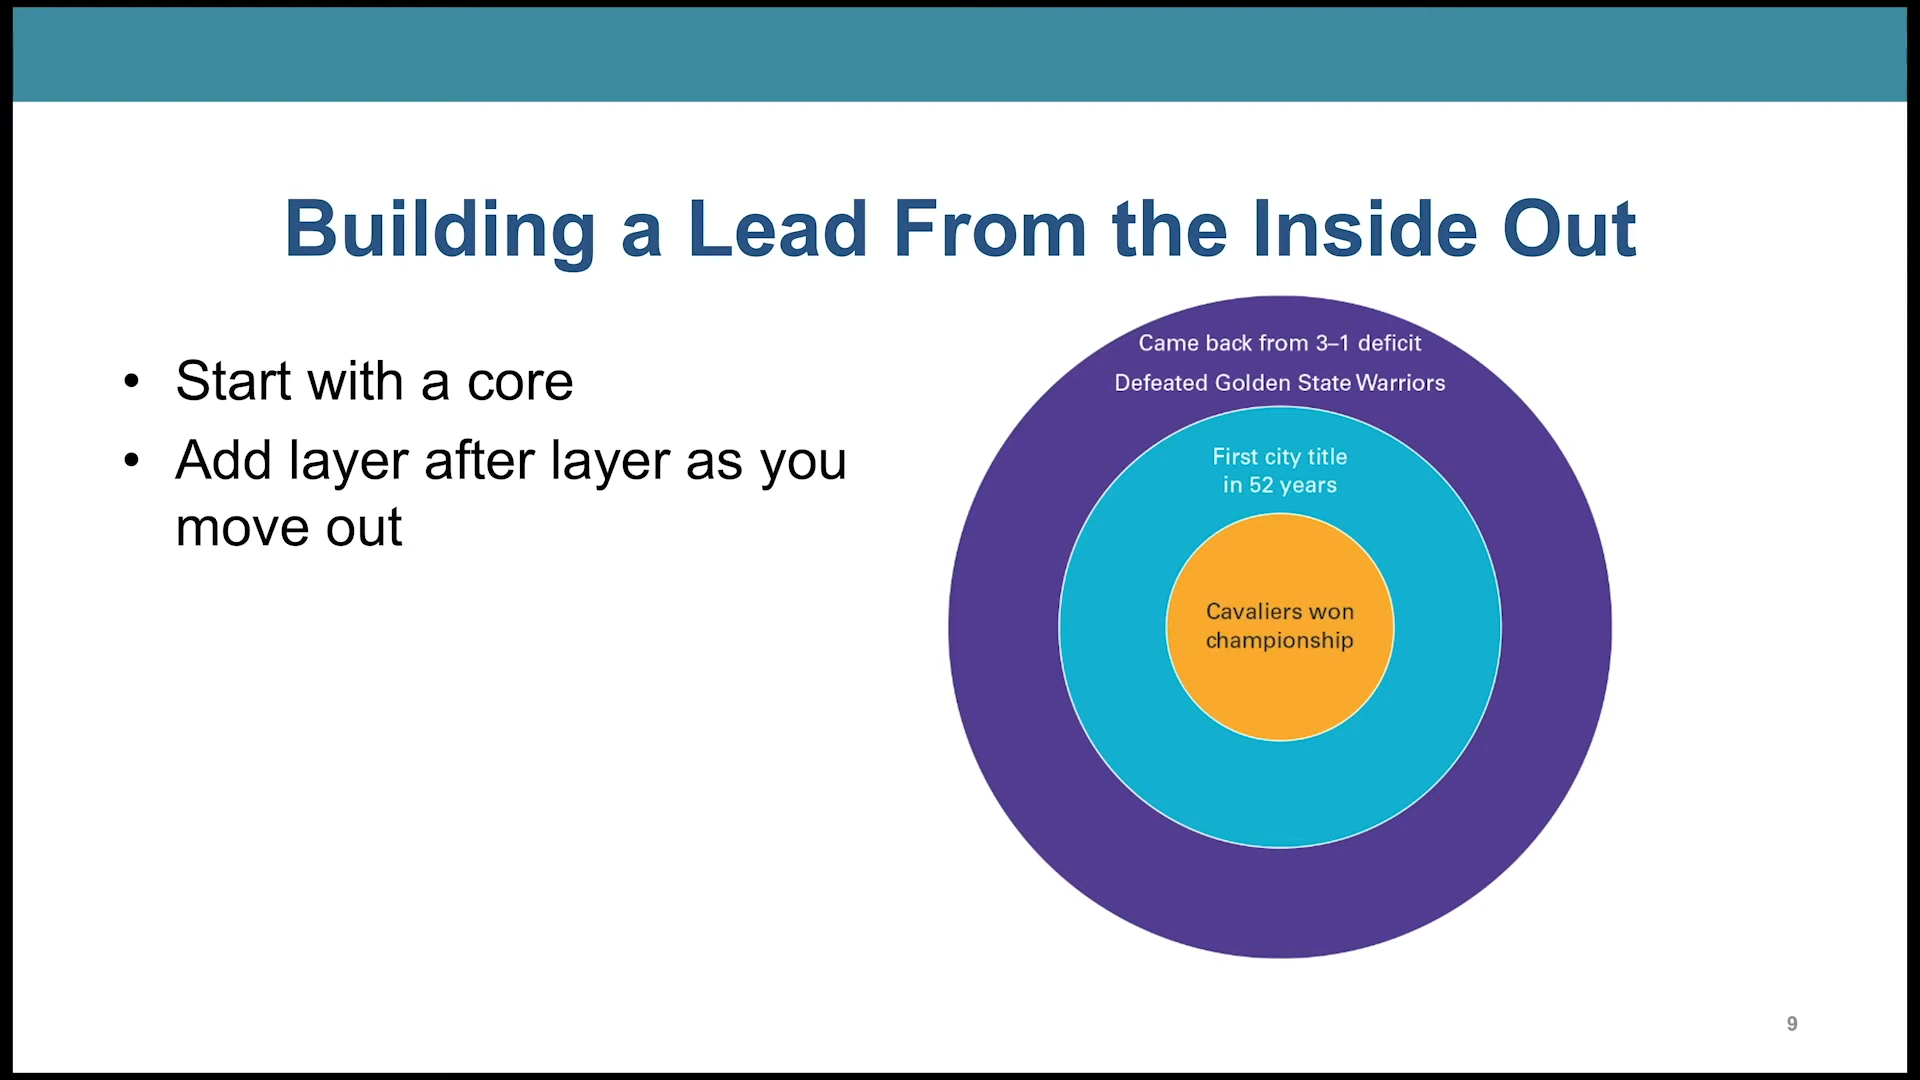 Building a Lead From the Inside Out
• Start with a core
• Add layer after layer as you
move out
Came back from 3–1 deficit
Defeated Golden State Warriors
First city title
in 52 years
Cavaliers won
championship
9